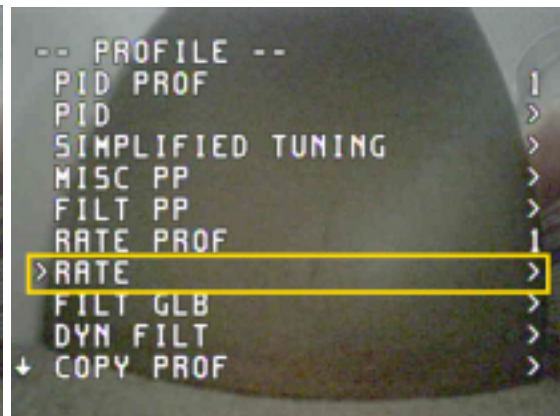 -- PROFILE --
PID PROF 1
PID >
SIMPLIFIED TUNING >
MISC PP >
FILT PP >
RATE PROF 1
>RATE >
FILT GLB >
DYN FILT >
↓ COPY PROF >